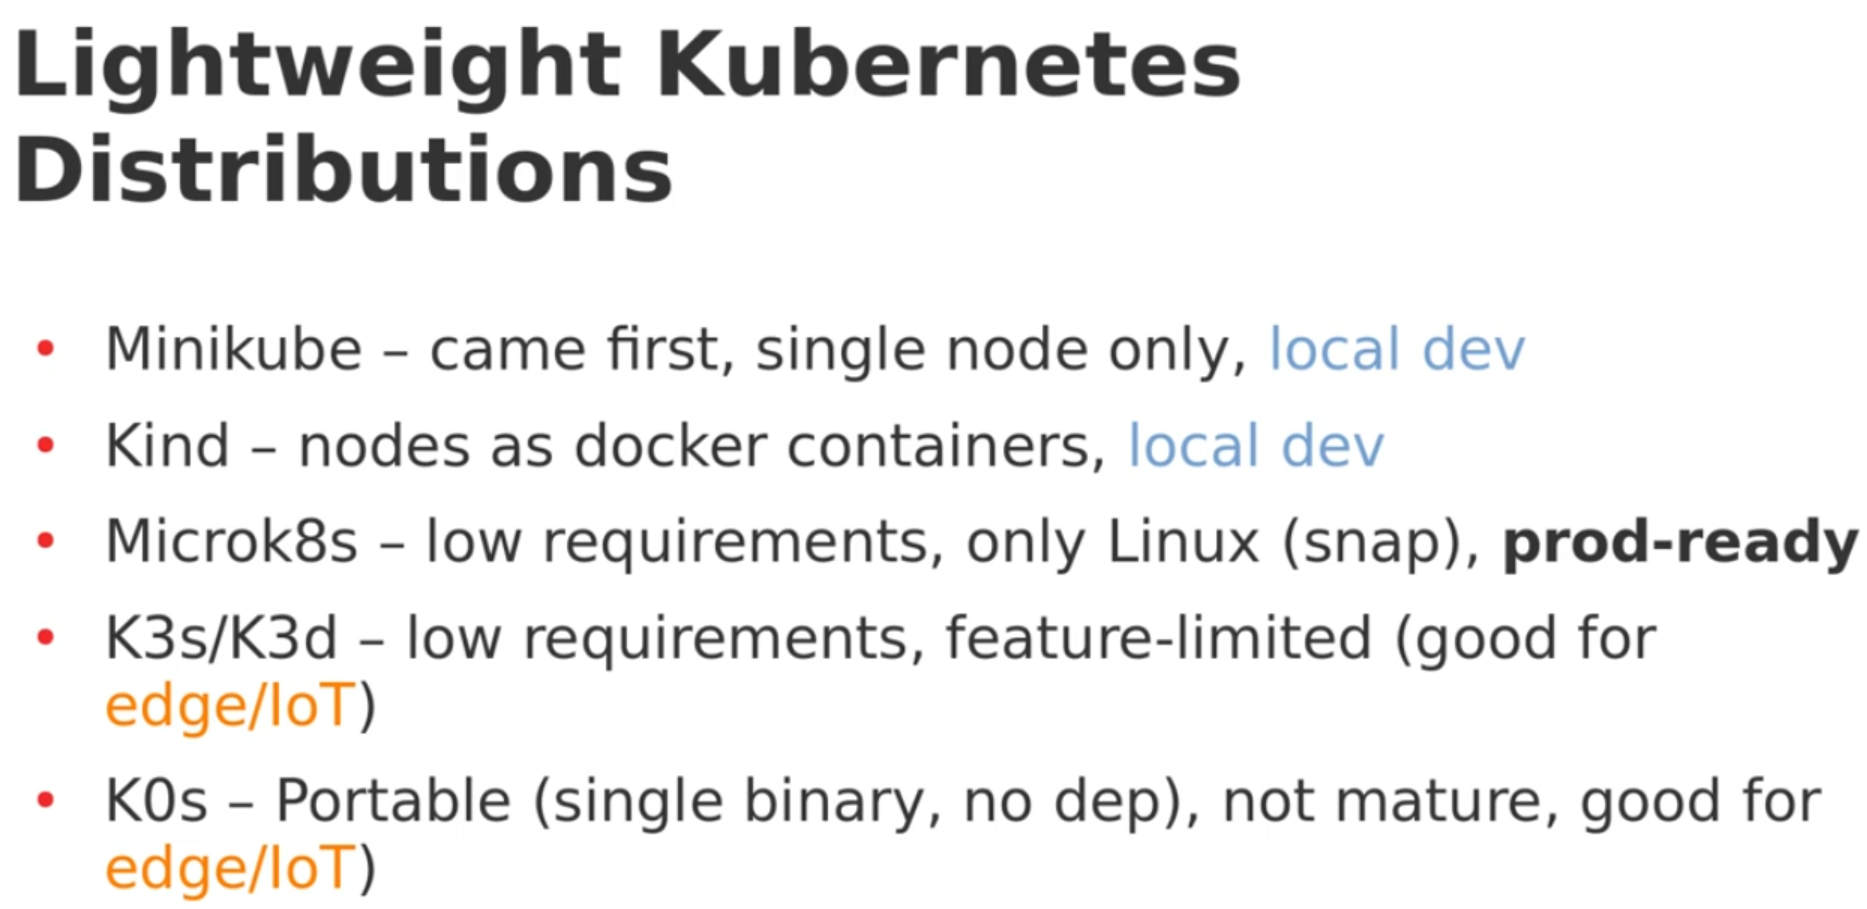 Lightweight Kubernetes
Distributions
• Minikube – came first, single node only, local dev
• Kind – nodes as docker containers, local dev
• Microk8s – low requirements, only Linux (snap), prod-ready
• K3s/K3d – low requirements, feature-limited (good for
edge/IoT)
• K0s – Portable (single binary, no dep), not mature, good for
edge/IoT)